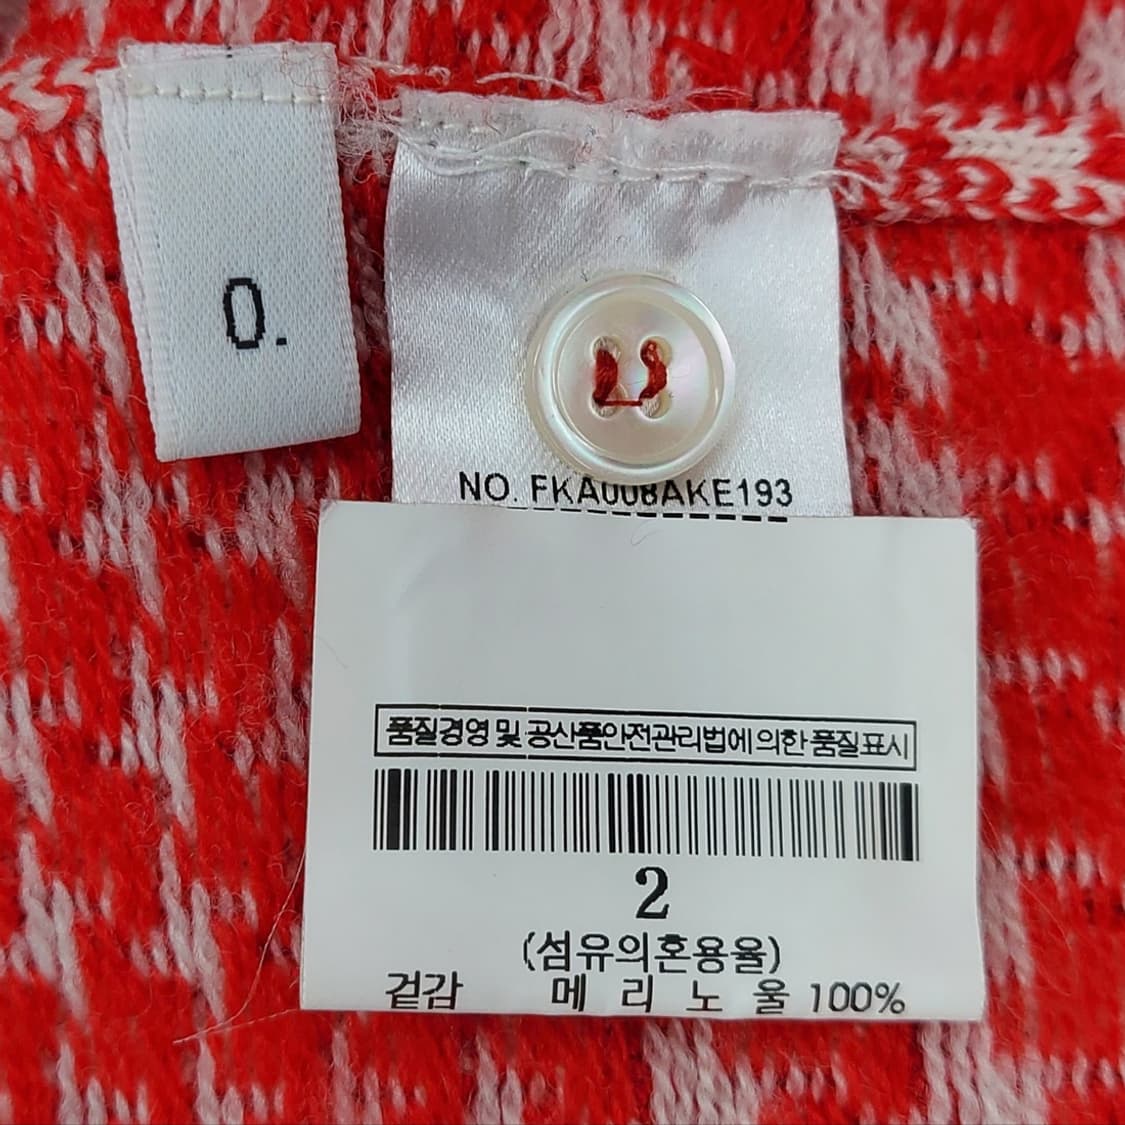 0.
NO. FKA008AKE193
품질경영 및 공산품안전관리법에 의한 품질표시
2
(섬유의혼용율)
겉감 메 리 노 울 100%